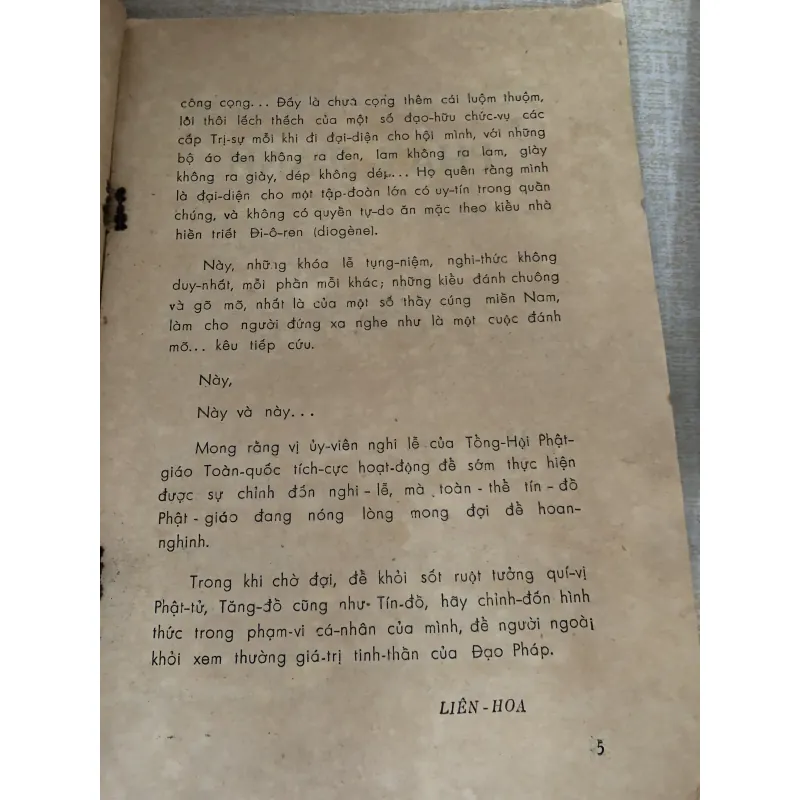 công cọng... Đấy là chưa cọng thêm cái luộm thuộm,
lôi thôi lếch thếch của một số đạo-hữu chức-vụ các
cấp Trị-sự mỗi khi đi đại-diện cho hội mình, với những
bộ áo đen không ra đen, lam không ra lam, giày
không ra giày, dép không dép... Họ quên rằng mình
là đại-diện cho một tập-đoàn lớn có uy-tín trong quần
chúng, và không có quyền tự-do ăn mặc theo kiểu nhà
hiền triết Đi-ô-ren (diogène).
Này, những khóa lễ tụng-niệm, nghi-thức không
duy-nhất, mỗi phần mỗi khác; những kiểu đánh chuông
và gõ mõ, nhất là của một số thầy cúng miền Nam,
làm cho người đứng xa nghe như là một cuộc đánh
mõ... kêu tiếp cứu.
Này,
Này và này...
Mong rằng vị ủy-viên nghi lễ của Tổng-Hội Phật-
giáo Toàn-quốc tích-cực hoạt-động để sớm thực hiện
được sự chỉnh đốn nghi-lễ, mà toàn-thể tín-đồ
Phật-giáo đang nóng lòng mong đợi để hoan-
nghinh.
Trong khi chờ đợi, để khỏi sốt ruột tưởng quí-vị
Phật-tử, Tăng-đồ cũng như Tín-đồ, hãy chỉnh-đốn hình
thức trong phạm-vi cá-nhân của mình, để người ngoài
khỏi xem thường giá-trị tinh-thần của Đạo Pháp.
LIÊN-HOA
5